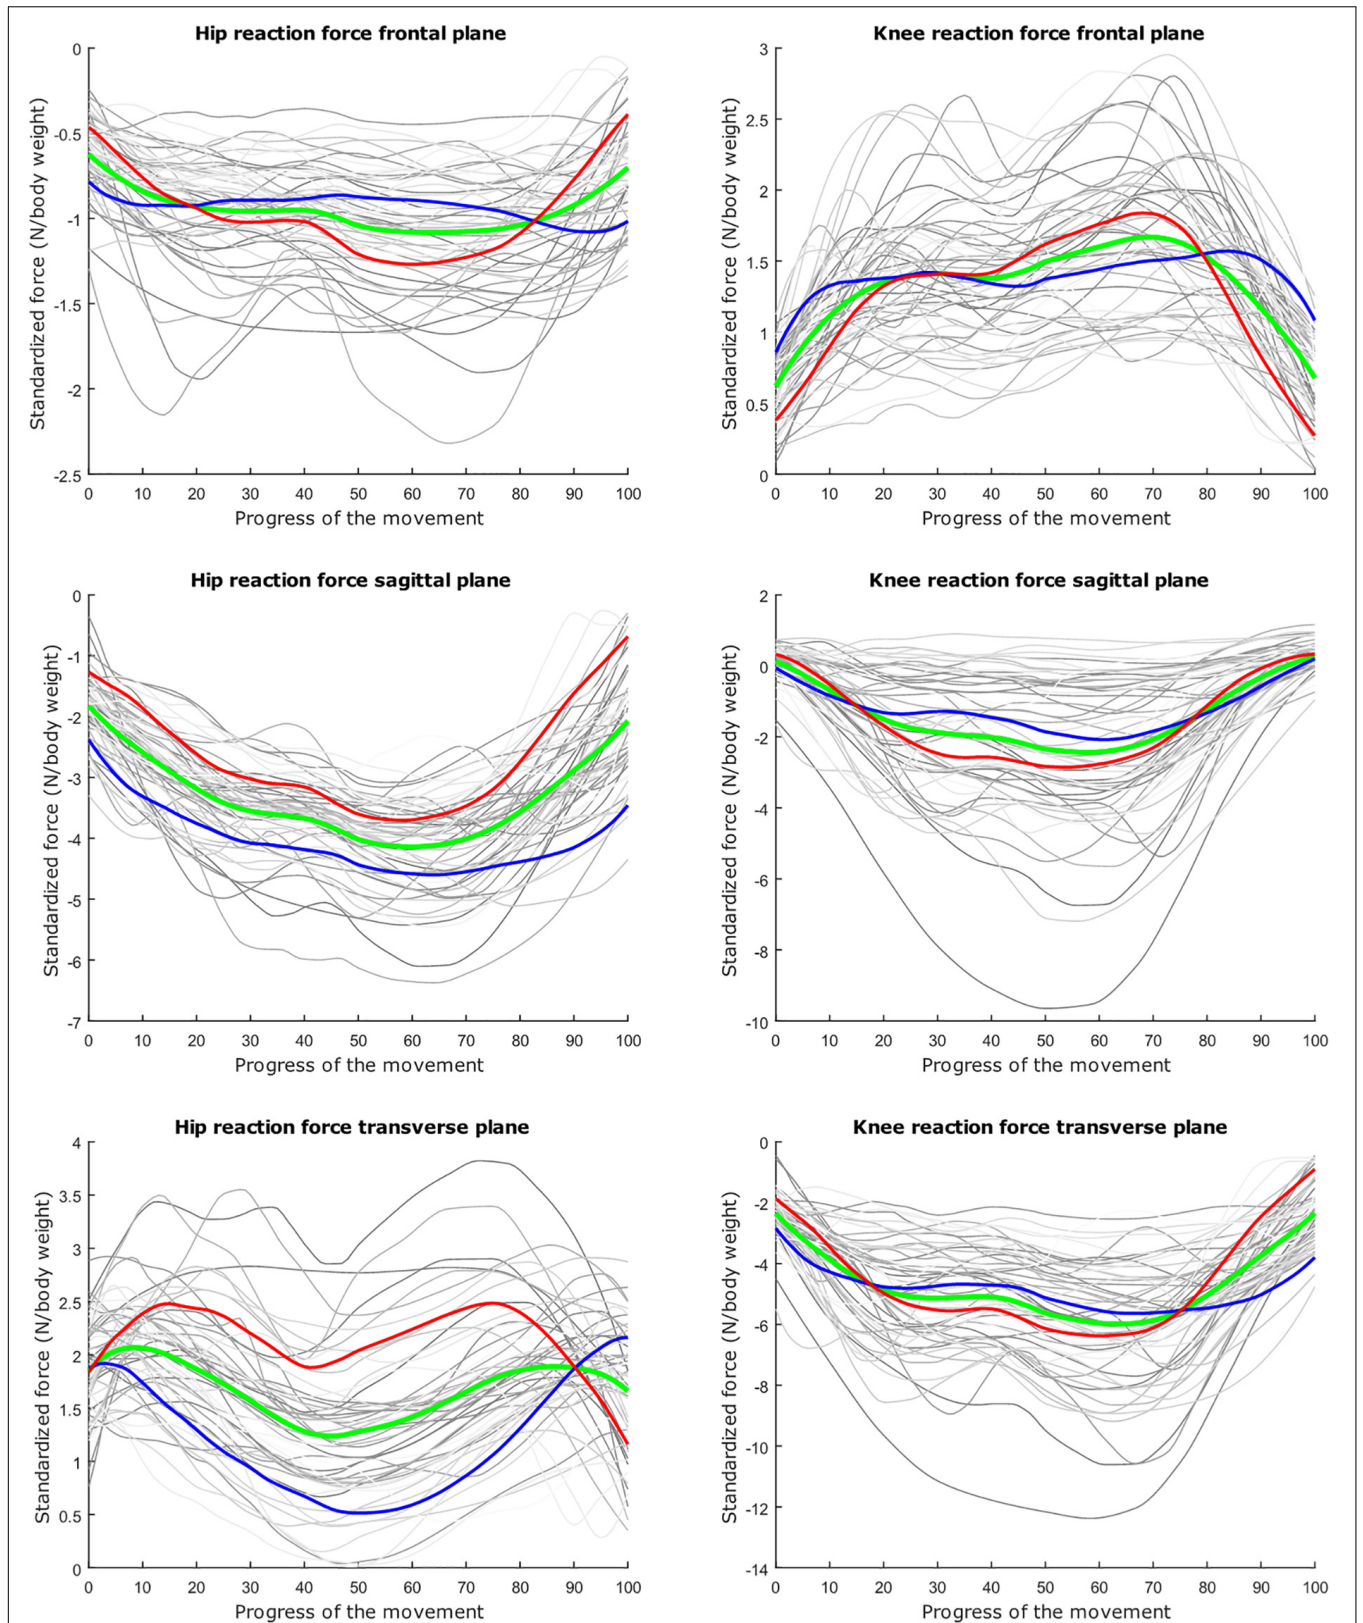 Hip reaction force frontal plane
Standardized force (N/body weight)
0
-0.5
-1
-1.5
-2
-2.5
0 10 20 30 40 50 60 70 80 90 100
Progress of the movement
Knee reaction force frontal plane
Standardized force (N/body weight)
3
2.5
2
1.5
1
0.5
0
0 10 20 30 40 50 60 70 80 90 100
Progress of the movement
Hip reaction force sagittal plane
Standardized force (N/body weight)
0
-1
-2
-3
-4
-5
-6
-7
0 10 20 30 40 50 60 70 80 90 100
Progress of the movement
Knee reaction force sagittal plane
Standardized force (N/body weight)
2
0
-2
-4
-6
-8
-10
0 10 20 30 40 50 60 70 80 90 100
Progress of the movement
Hip reaction force transverse plane
Standardized force (N/body weight)
4
3.5
3
2.5
2
1.5
1
0.5
0
0 10 20 30 40 50 60 70 80 90 100
Progress of the movement
Knee reaction force transverse plane
Standardized force (N/body weight)
0
-2
-4
-6
-8
-10
-12
-14
0 10 20 30 40 50 60 70 80 90 100
Progress of the movement